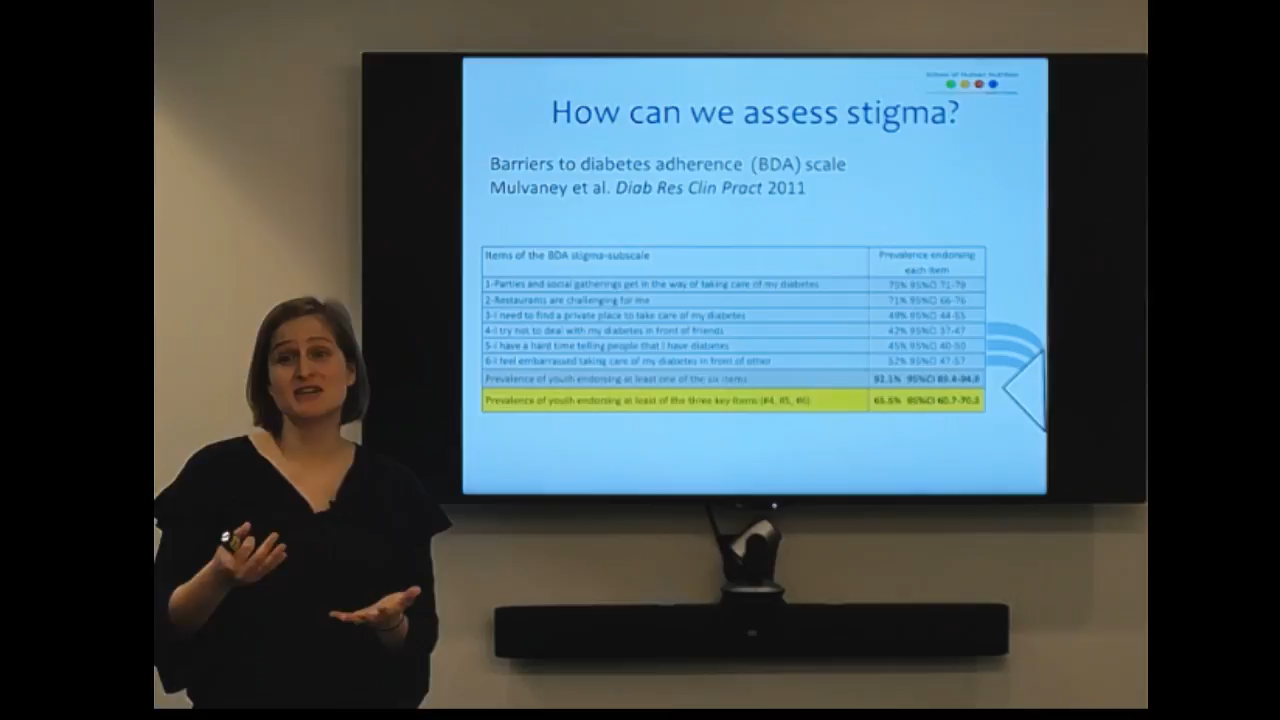 School of Human Nutrition
How can we assess stigma?
Barriers to diabetes adherence (BDA) scale
Mulvaney et al. Diab Res Clin Pract 2011
Items of the BDA stigma-subscale
Prevalence endorsing
each item
1-Parties and social gatherings get in the way of taking care of my diabetes
75% 95%CI 71-79
2-Restaurants are challenging for me
71% 95%CI 66-76
3-I need to find a private place to take care of my diabetes
49% 95%CI 44-55
4-I try not to deal with my diabetes in front of friends
42% 95%CI 37-47
5-I have a hard time telling people that I have diabetes
45% 95%CI 40-50
6-I feel embarrassed taking care of my diabetes in front of other
52% 95%CI 47-57
Prevalence of youth endorsing at least one of the six items
95%CI
Prevalence of youth endorsing at least of the three key items (#4, #5, #6)
65.5% 95%CI 60.7-70.3